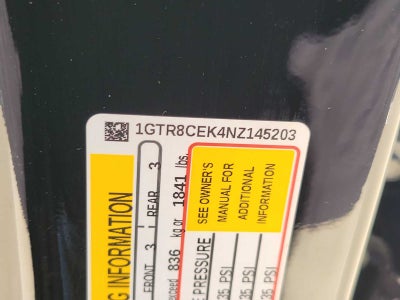 1GTR8CEK4NZ145203
G INFORMATION
FRONT 3 REAR 3
exceed 836 kg or 1841 lbs.
E PRESSURE
SEE OWNER'S
MANUAL FOR
ADDITIONAL
INFORMATION
35 PSI
35 PSI
35 PSI